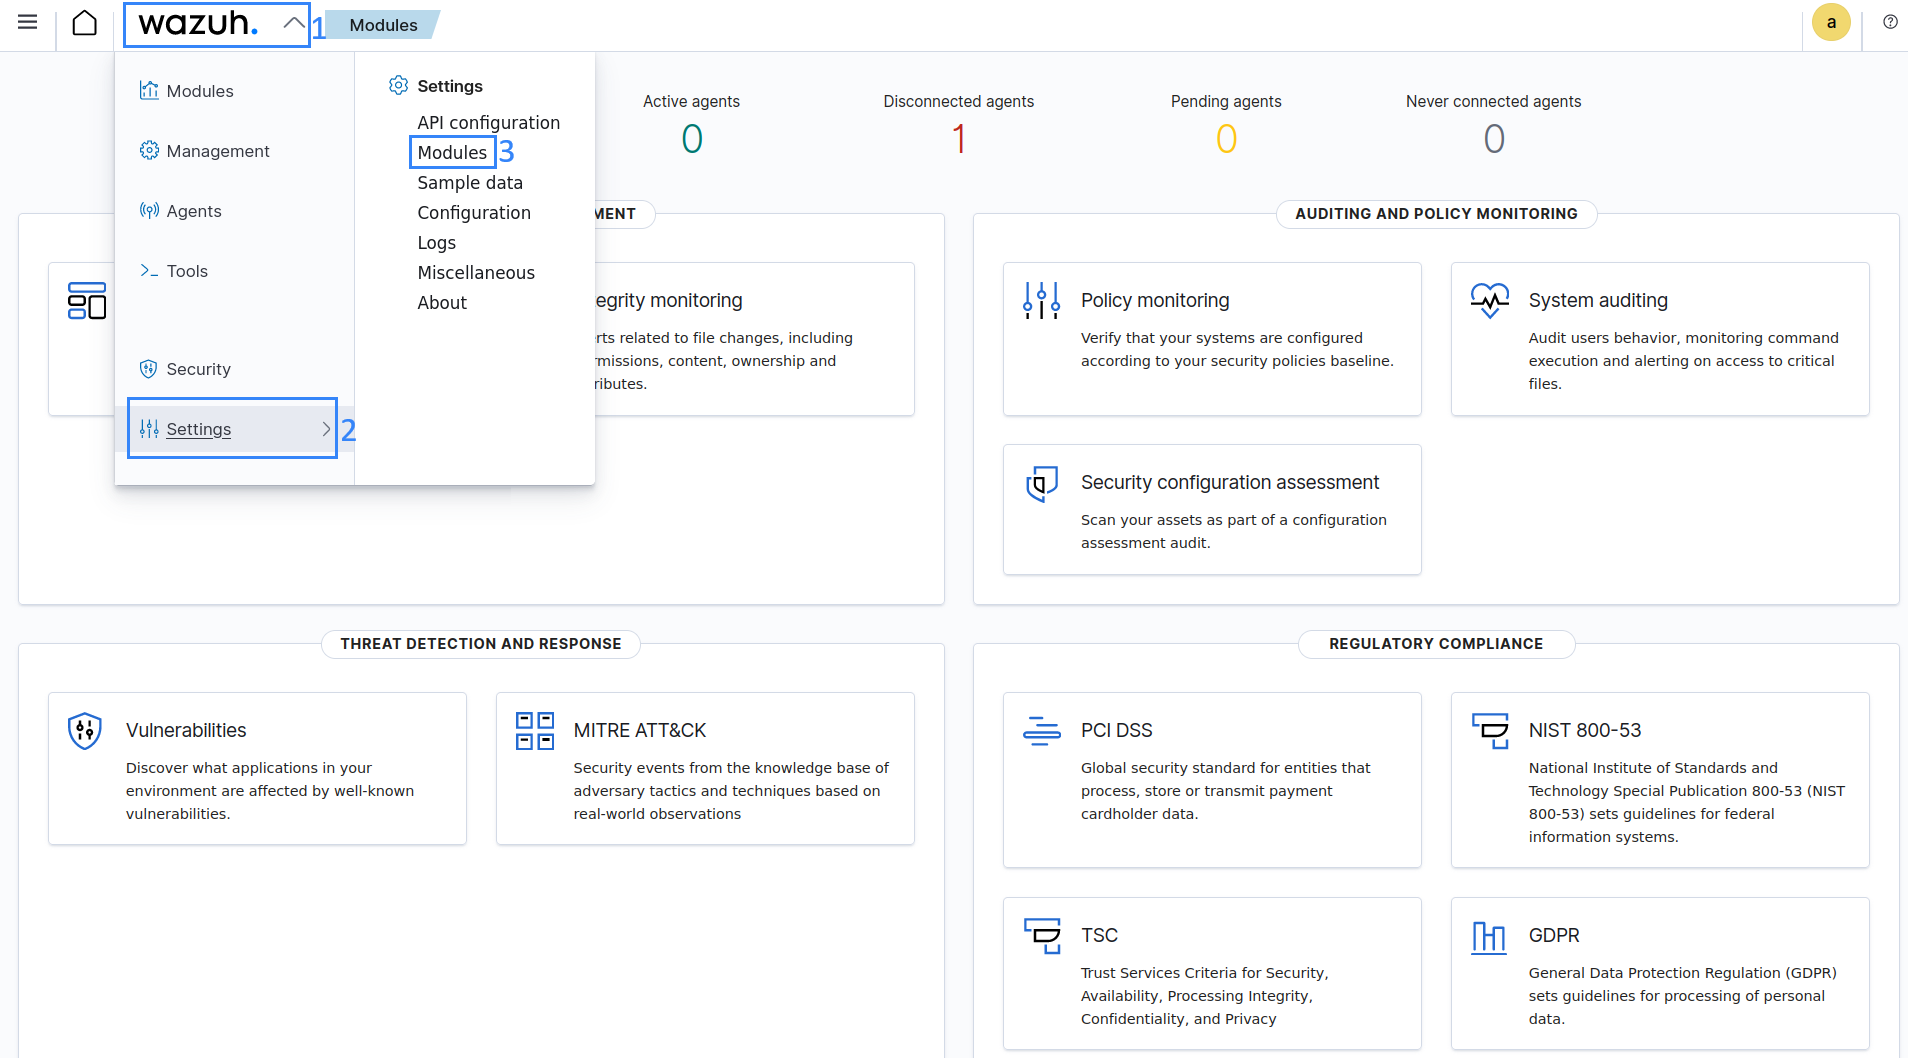 wazuh.
1
Modules
a
Modules
Management
Agents
Tools
Security
Settings
2
Settings
API configuration
Modules
3
Sample data
Configuration
Logs
Miscellaneous
About
Active agents
0
Disconnected agents
1
Pending agents
0
Never connected agents
0
related to file changes, including
content, ownership and
monitoring
AUDITING AND POLICY MONITORING
Policy monitoring
Verify that your systems are configured
according to your security policies baseline.
System auditing
Audit users behavior, monitoring command
execution and alerting on access to critical
files.
Security configuration assessment
Scan your assets as part of a configuration
assessment audit.
THREAT DETECTION AND RESPONSE
Vulnerabilities
Discover what applications in your
environment are affected by well-known
vulnerabilities.
MITRE ATT&CK
Security events from the knowledge base of
adversary tactics and techniques based on
real-world observations
REGULATORY COMPLIANCE
PCI DSS
Global security standard for entities that
process, store or transmit payment
cardholder data.
NIST 800-53
National Institute of Standards and
Technology Special Publication 800-53 (NIST
800-53) sets guidelines for federal
information systems.
TSC
Trust Services Criteria for Security,
Availability, Processing Integrity,
Confidentiality, and Privacy
GDPR
General Data Protection Regulation (GDPR)
sets guidelines for processing of personal
data.